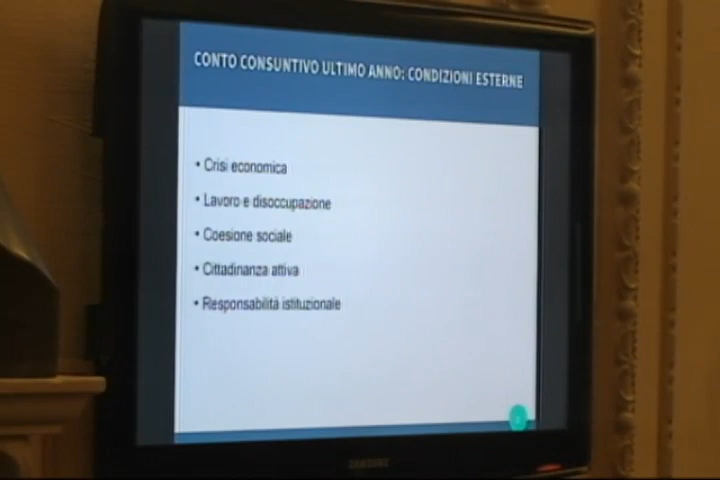 CONTO CONSUNTIVO ULTIMO ANNO: CONDIZIONI ESTERNE
• Crisi economica
• Lavoro e disoccupazione
• Coesione sociale
• Cittadinanza attiva
• Responsabilità istituzionale
SAMSUNG